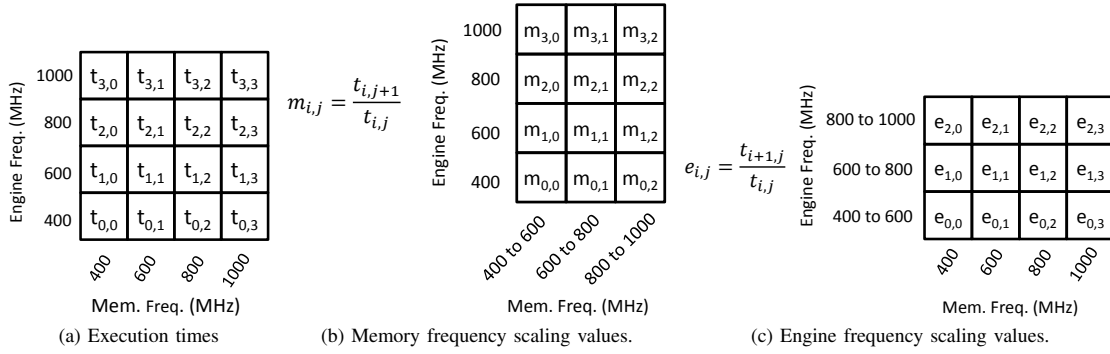 Engine Freq. (MHz)
1000 t3,0 t3,1 t3,2 t3,3
800 t2,0 t2,1 t2,2 t2,3
600 t1,0 t1,1 t1,2 t1,3
400 t0,0 t0,1 t0,2 t0,3
400 600 800 1000
Mem. Freq. (MHz)
(a) Execution times
mi,j = ti,j+1 / ti,j
Engine Freq. (MHz)
1000 m3,0 m3,1 m3,2
800 m2,0 m2,1 m2,2
600 m1,0 m1,1 m1,2
400 m0,0 m0,1 m0,2
400 to 600 600 to 800 800 to 1000
Mem. Freq. (MHz)
(b) Memory frequency scaling values.
ei,j = ti+1,j / ti,j
Engine Freq. (MHz)
800 to 1000 e2,0 e2,1 e2,2 e2,3
600 to 800 e1,0 e1,1 e1,2 e1,3
400 to 600 e0,0 e0,1 e0,2 e0,3
400 600 800 1000
Mem. Freq. (MHz)
(c) Engine frequency scaling values.